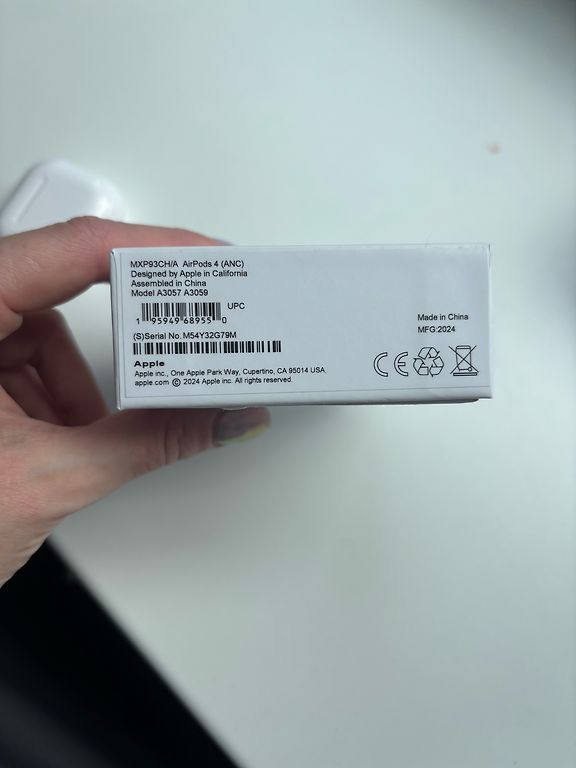 MXP93CH/A AirPods 4 (ANC)
Designed by Apple in California
Assembled in China
Model A3057 A3059
UPC
1 95949 68955 0
(S)Serial No.M54Y32G79M
Apple
Apple inc., One Apple Park Way, Cupertino, CA 95014 USA.
apple.com © 2024 Apple inc. All rights reserved.
Made in China
MFG:2024
CE